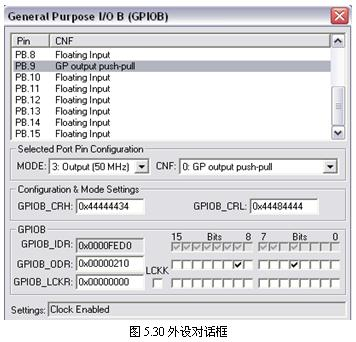 General Purpose I/O B (GPIOB)
Pin CNF
PB.8 Floating Input
PB.9 GP output push-pull
PB.10 Floating Input
PB.11 Floating Input
PB.12 Floating Input
PB.13 Floating Input
PB.14 Floating Input
PB.15 Floating Input
Selected Port Pin Configuration
MODE: 3: Output (50 MHz) CNF: 0: GP output push-pull
Configuration & Mode Settings
GPIOB_CRH: 0x44444434 GPIOB_CRL: 0x44484444
GPIOB
15 Bits 8 7 Bits 0
GPIOB_IDR: 0x0000FED0
GPIOB_ODR: 0x00000210
LCKK
GPIOB_LCKR: 0x00000000
Settings: Clock Enabled
图 5.30 外设对话框